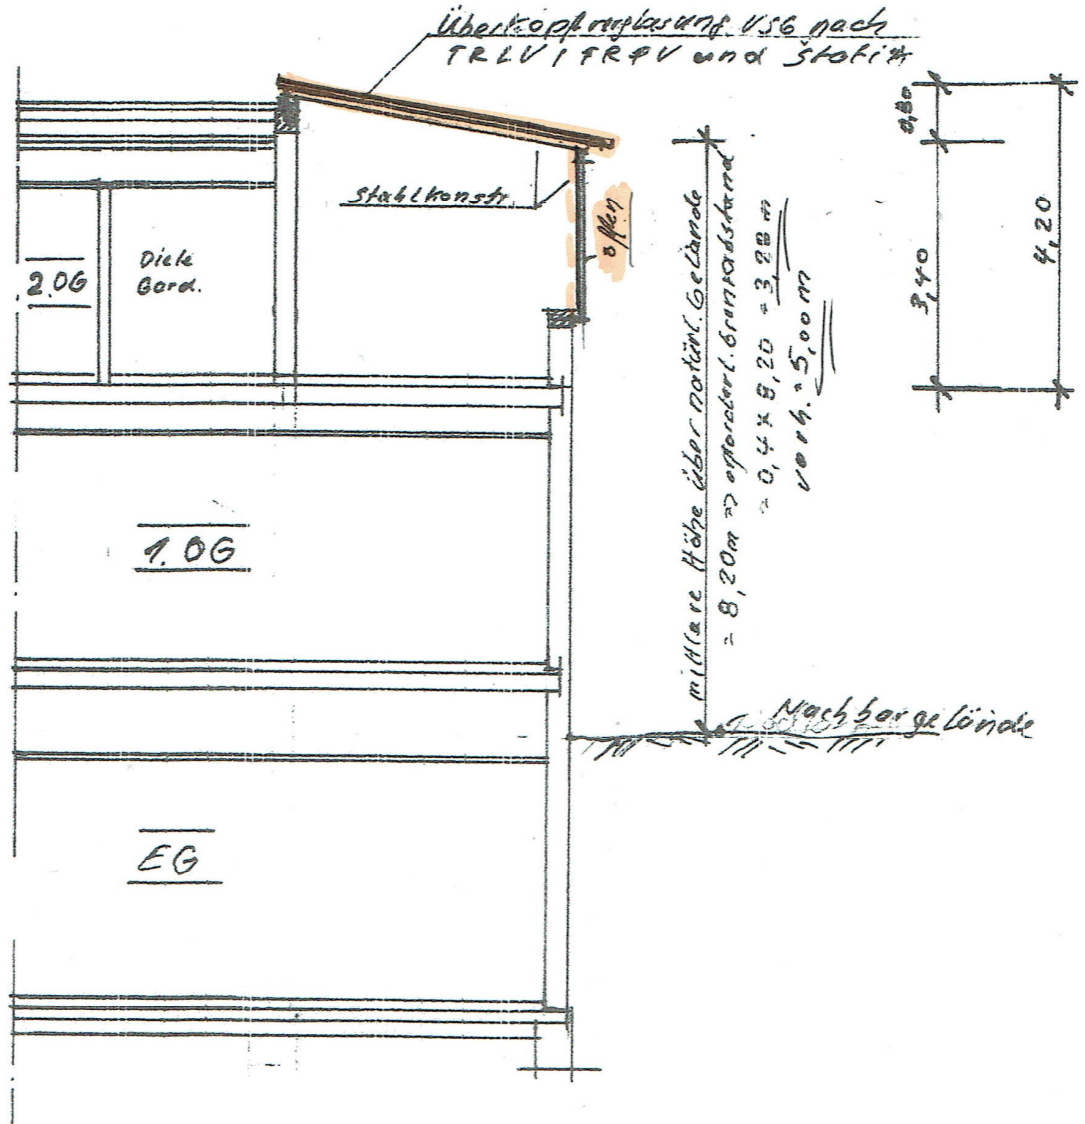 Überkopfverglasung VSG nach
TRLV / TRPV und Statik
Stahlkonstr.
offen
2.OG
Diele
Gard.
1.OG
EG
mittlere Höhe über natürl. Gelände
= 8,20m => erforderl. Grenzabstand
= 0,4 x 8,20 = 3,28 m
vorh. = 5,00 m
Nachbargelände
0,80
3,40
4,20